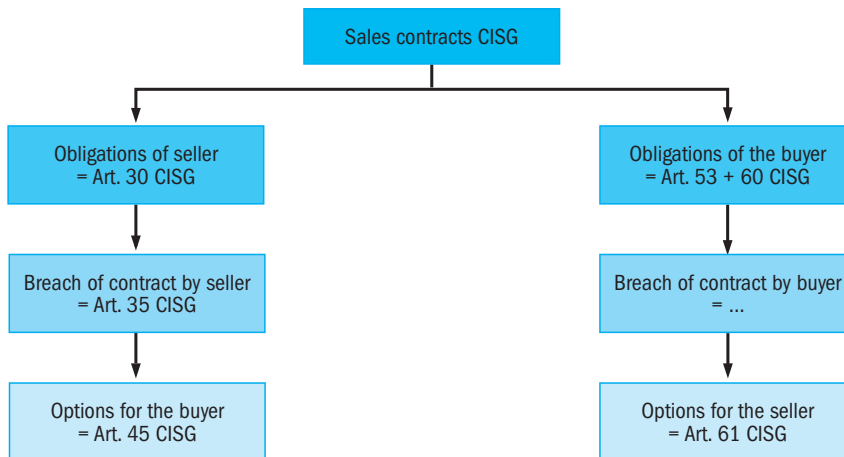 Sales contracts CISG
Obligations of seller
= Art. 30 CISG
Obligations of the buyer
= Art. 53 + 60 CISG
Breach of contract by seller
= Art. 35 CISG
Breach of contract by buyer
= ...
Options for the buyer
= Art. 45 CISG
Options for the seller
= Art. 61 CISG